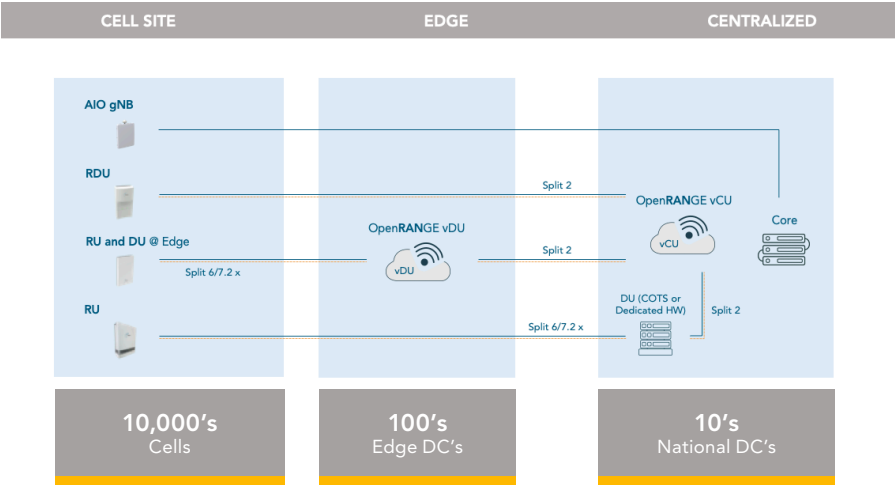 CELL SITE
EDGE
CENTRALIZED
AIO gNB
RDU
Split 2
OpenRANGE vCU
vCU
Core
RU and DU @ Edge
Split 6/7.2 x
OpenRANGE vDU
vDU
Split 2
RU
Split 6/7.2 x
DU (COTS or
Dedicated HW)
Split 2
10,000's
Cells
100's
Edge DC's
10's
National DC's